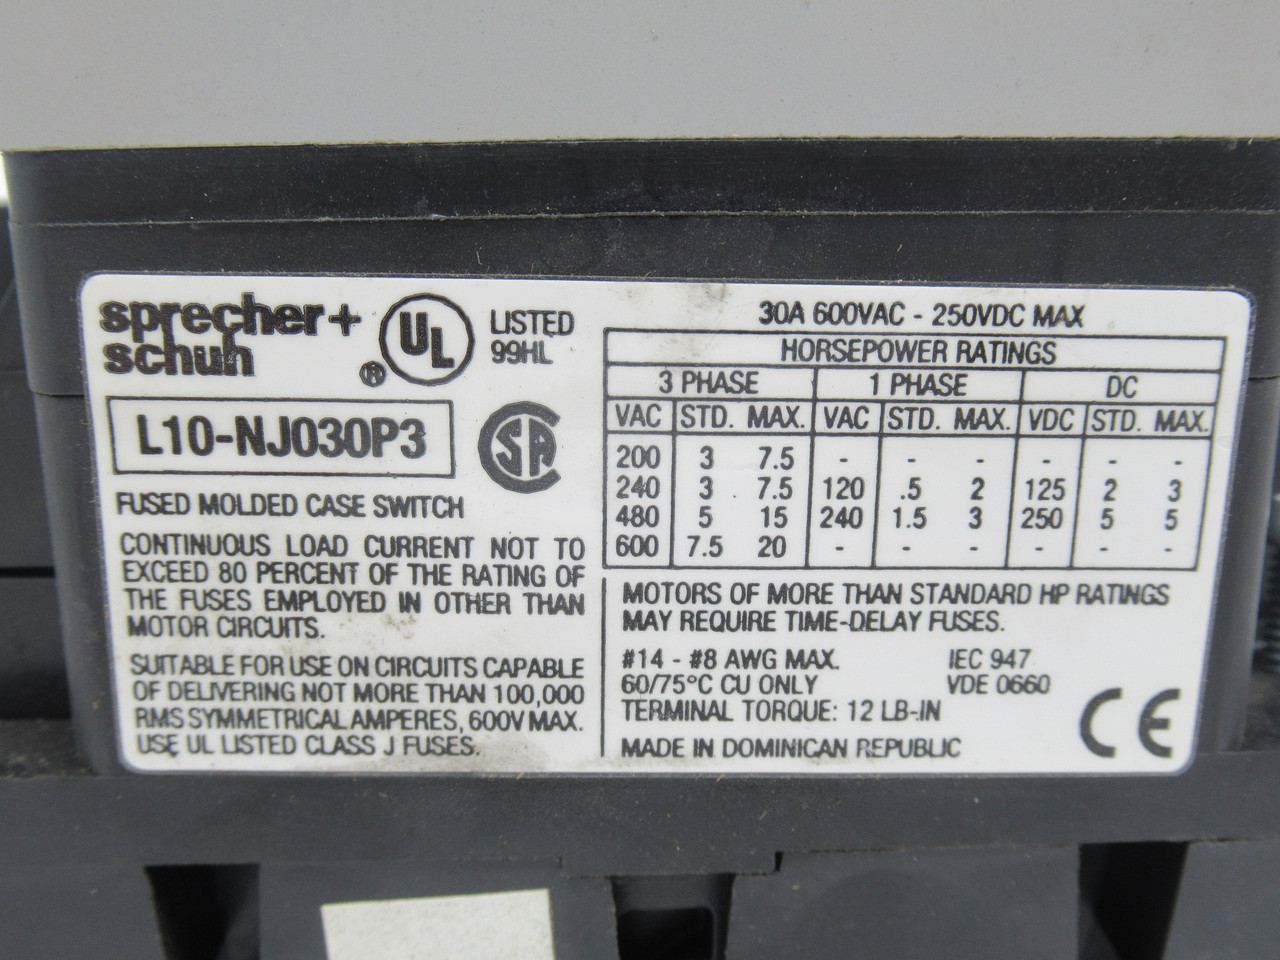 sprecher+
schuh
®
UL
LISTED
99HL
L10-NJ030P3
SA
FUSED MOLDED CASE SWITCH
CONTINUOUS LOAD CURRENT NOT TO
EXCEED 80 PERCENT OF THE RATING OF
THE FUSES EMPLOYED IN OTHER THAN
MOTOR CIRCUITS.
SUITABLE FOR USE ON CIRCUITS CAPABLE
OF DELIVERING NOT MORE THAN 100,000
RMS SYMMETRICAL AMPERES, 600V MAX.
USE UL LISTED CLASS J FUSES.
30A 600VAC - 250VDC MAX
HORSEPOWER RATINGS
3 PHASE 1 PHASE DC
VAC STD. MAX. VAC STD. MAX. VDC STD. MAX.
200 3 7.5 - - - - - -
240 3 7.5 120 .5 2 125 2 3
480 5 15 240 1.5 3 250 5 5
600 7.5 20 - - - - - -
MOTORS OF MORE THAN STANDARD HP RATINGS
MAY REQUIRE TIME-DELAY FUSES.
#14 - #8 AWG MAX. IEC 947
60/75°C CU ONLY VDE 0660
TERMINAL TORQUE: 12 LB-IN
MADE IN DOMINICAN REPUBLIC
CE